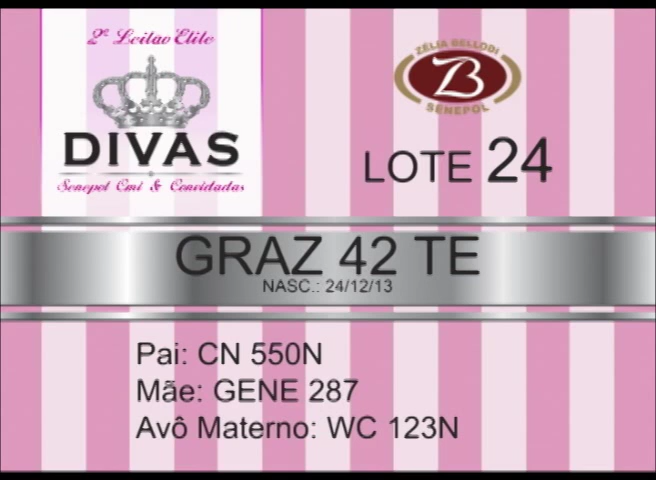 2º Leilão Elite
DIVAS
Senepol Cmi & Convidadas
ZÉLIA BELLODI
ZB
SENEPOL
LOTE 24
GRAZ 42 TE
NASC.: 24/12/13
Pai: CN 550N
Mãe: GENE 287
Avô Materno: WC 123N